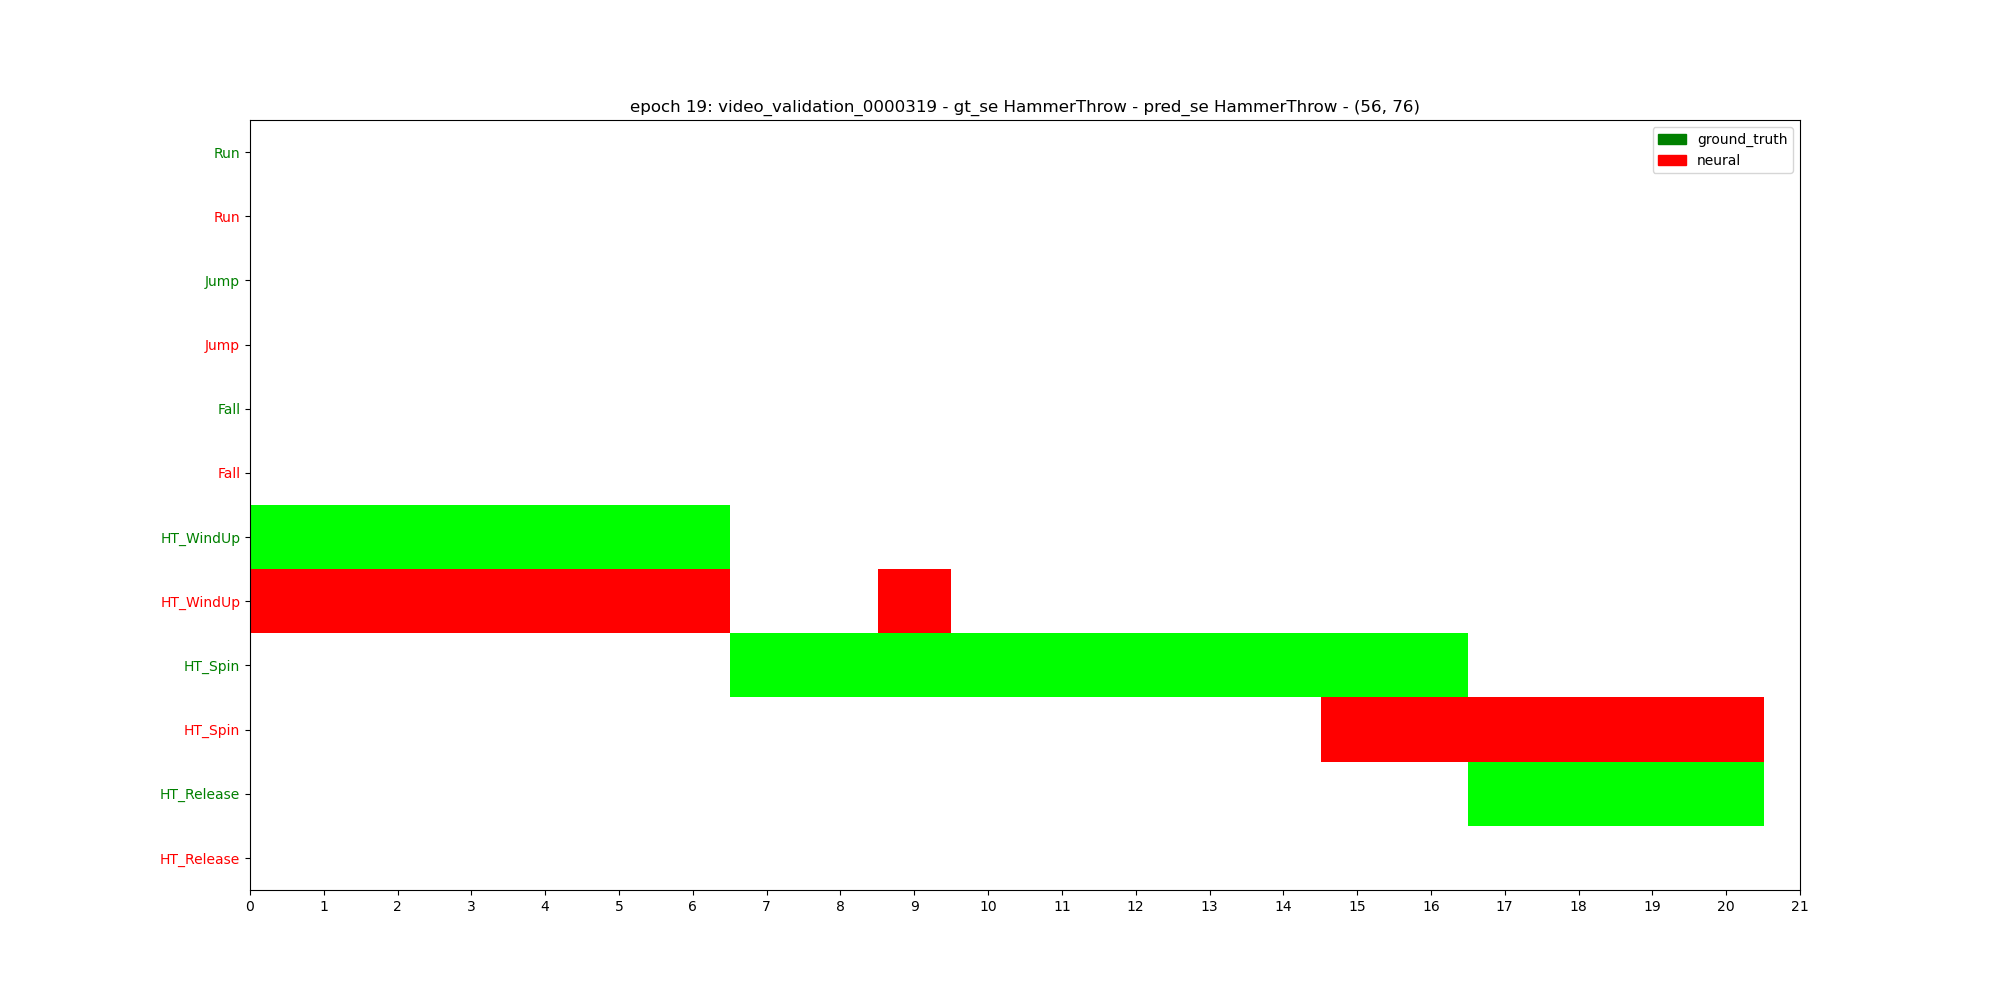 epoch 19: video_validation_0000319 - gt_se HammerThrow - pred_se HammerThrow - (56, 76)
ground_truth
neural
Run
Run
Jump
Jump
Fall
Fall
HT_WindUp
HT_WindUp
HT_Spin
HT_Spin
HT_Release
HT_Release
0 1 2 3 4 5 6 7 8 9 10 11 12 13 14 15 16 17 18 19 20 21